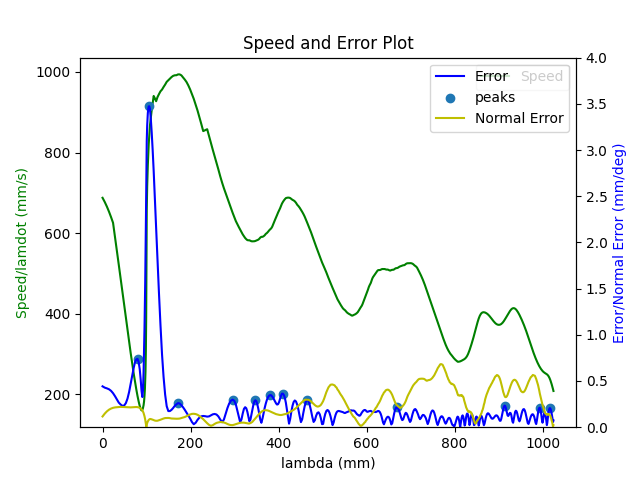 Speed and Error Plot
1000
800
600
400
200
Speed/lamdot (mm/s)
Error
Speed
peaks
Normal Error
4.0
3.5
3.0
2.5
2.0
1.5
1.0
0.5
0.0
Error/Normal Error (mm/deg)
0 200 400 600 800 1000
lambda (mm)